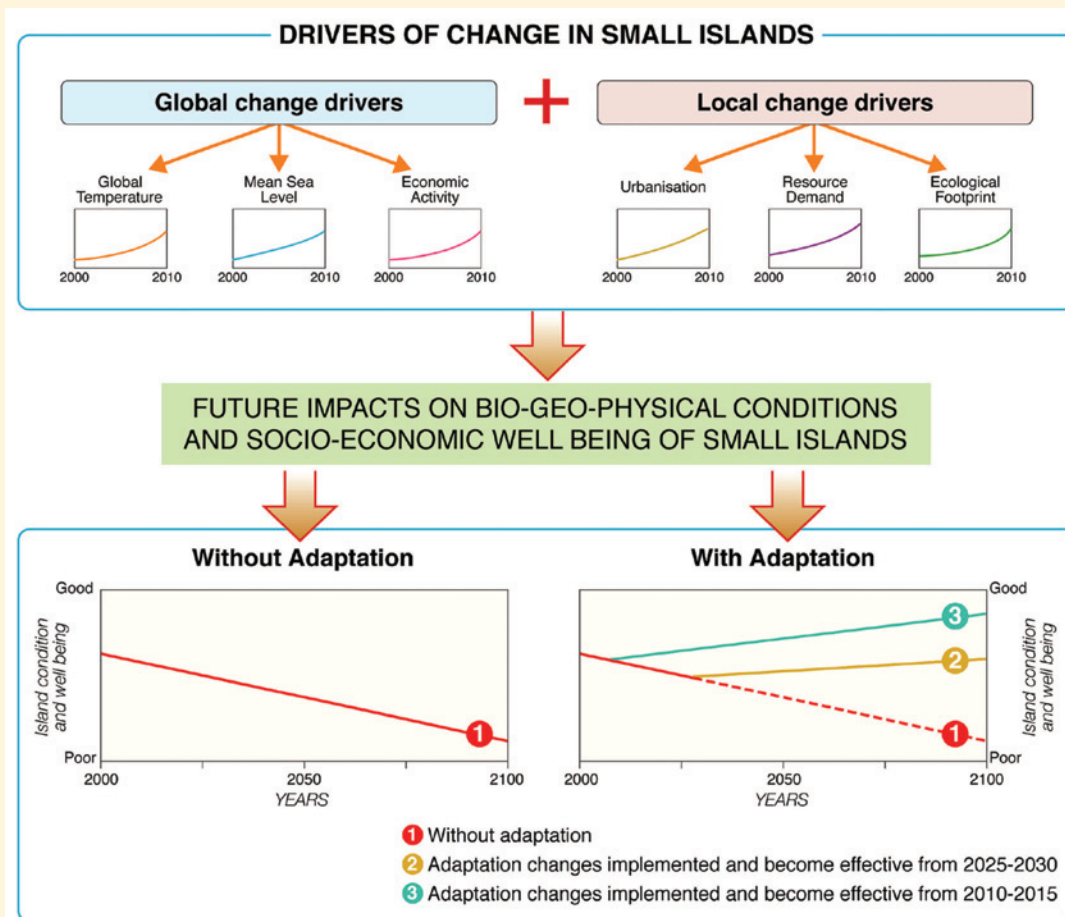 DRIVERS OF CHANGE IN SMALL ISLANDS
Global change drivers
+
Local change drivers
Global
Temperature
2000 2010
Mean Sea
Level
2000 2010
Economic
Activity
2000 2010
Urbanisation
2000 2010
Resource
Demand
2000 2010
Ecological
Footprint
2000 2010
FUTURE IMPACTS ON BIO-GEO-PHYSICAL CONDITIONS
AND SOCIO-ECONOMIC WELL BEING OF SMALL ISLANDS
Without Adaptation
Good
Island condition
and well being
Poor
1
2000 2050 2100
YEARS
With Adaptation
Good
Island condition
and well being
Poor
3
2
1
2000 2050 2100
YEARS
1 Without adaptation
2 Adaptation changes implemented and become effective from 2025-2030
3 Adaptation changes implemented and become effective from 2010-2015